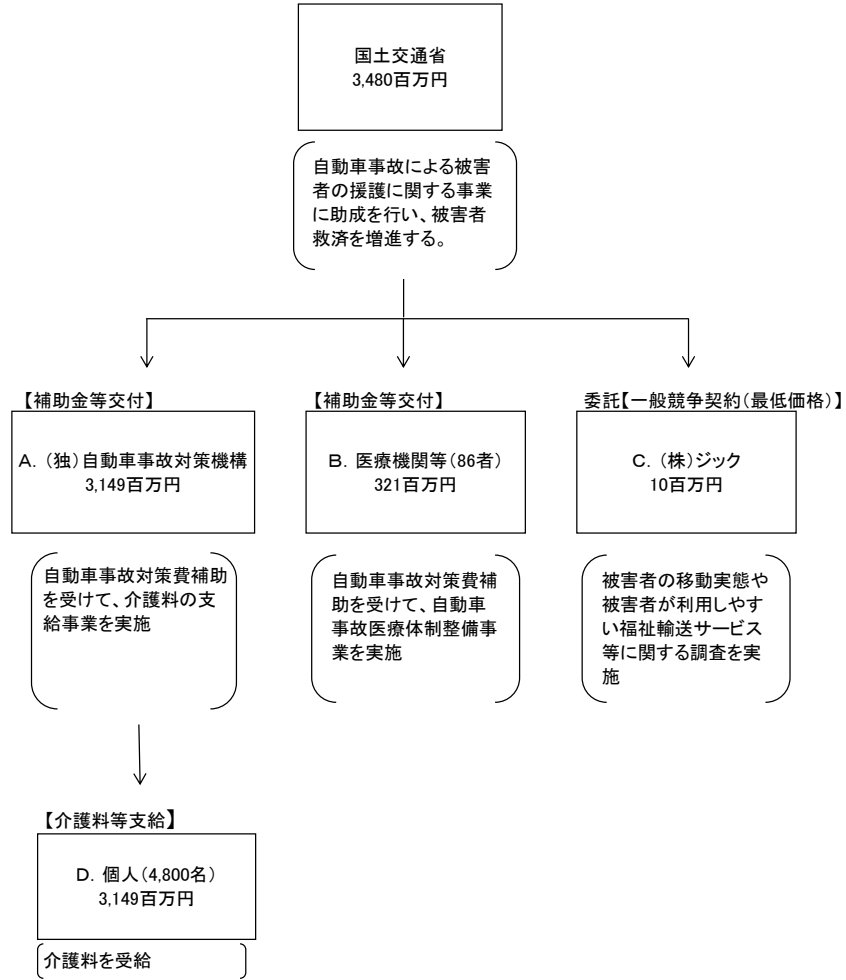 国土交通省
3,480百万円
自動車事故による被害
者の援護に関する事業
に助成を行い、被害者
救済を増進する。
【補助金等交付】
A.（独）自動車事故対策機構
3,149百万円
自動車事故対策費補助
を受けて、介護料の支
給事業を実施
【補助金等交付】
B. 医療機関等（86者）
321百万円
自動車事故対策費補
助を受けて、自動車
事故医療体制整備事
業を実施
委託【一般競争契約（最低価格）】
C.（株）ジック
10百万円
被害者の移動実態や
被害者が利用しやす
い福祉輸送サービス
等に関する調査を実
施
【介護料等支給】
D. 個人（4,800名）
3,149百万円
介護料を受給